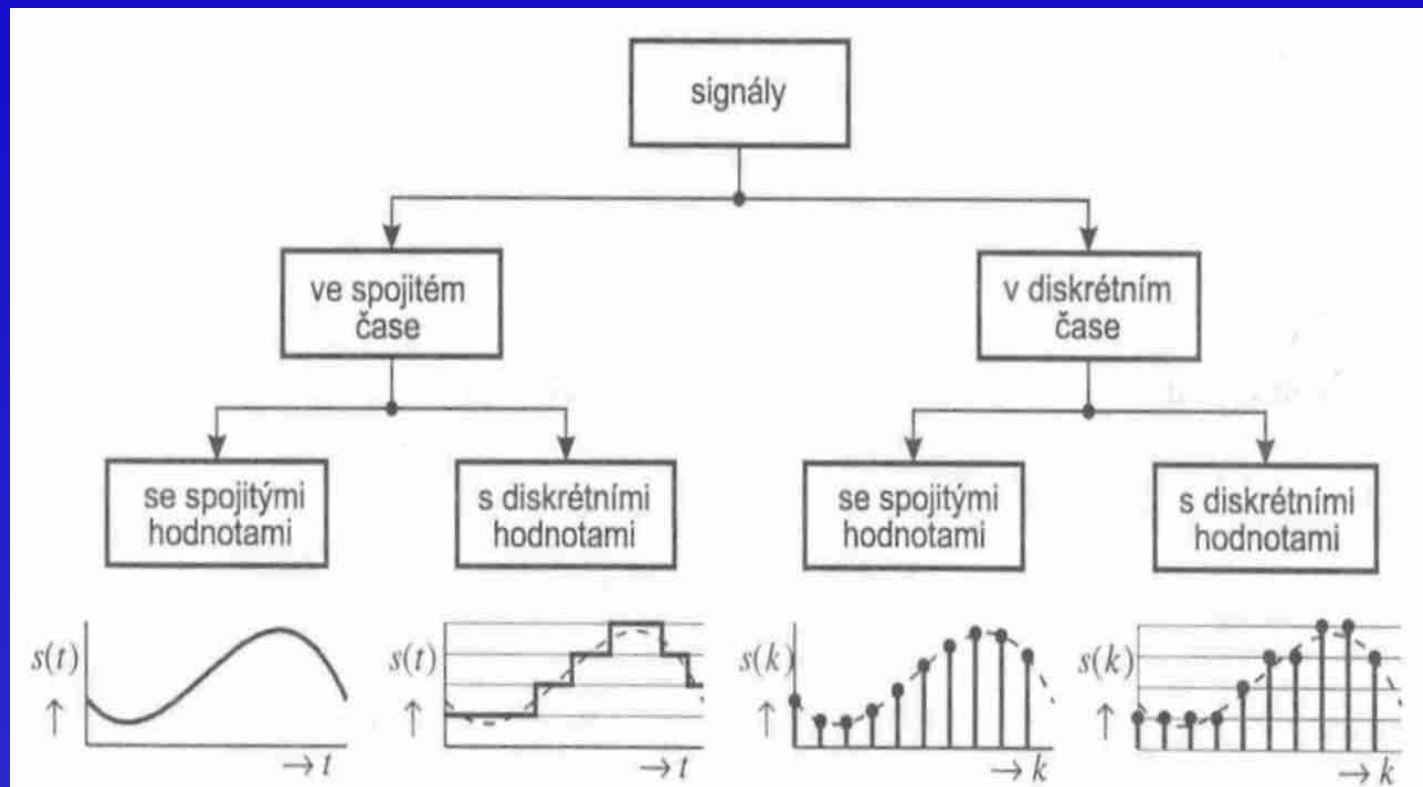 signály
ve spojitém
čase
v diskrétním
čase
se spojitými
hodnotami
s diskrétními
hodnotami
se spojitými
hodnotami
s diskrétními
hodnotami
s(t)
↑
→ t
s(t)
↑
→ t
s(k)
↑
→ k
s(k)
↑
→ k